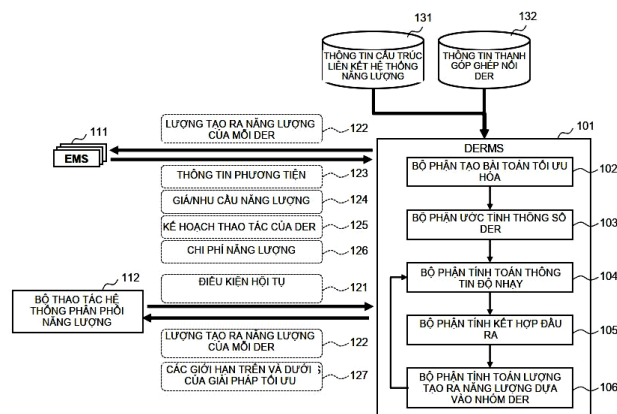 131
132
THÔNG TIN CẤU TRÚC
LIÊN KẾT HỆ THỐNG
NĂNG LƯỢNG
THÔNG TIN THANH
GÓP GHÉP NỐI
DER
101
DERMS
111
EMS
LƯỢNG TẠO RA NĂNG LƯỢNG
CỦA MỖI DER
122
THÔNG TIN PHƯƠNG TIỆN
123
GIÁ/NHU CẦU NĂNG LƯỢNG
124
KẾ HOẠCH THAO TÁC CỦA DER
125
CHI PHÍ NĂNG LƯỢNG
126
112
BỘ THAO TÁC HỆ
THỐNG PHÂN PHỐI
NĂNG LƯỢNG
ĐIỀU KIỆN HỘI TỤ
121
LƯỢNG TẠO RA NĂNG LƯỢNG
CỦA MỖI DER
122
CÁC GIỚI HẠN TRÊN VÀ DƯỚI
CỦA GIẢI PHÁP TỐI ƯU
127
BỘ PHẬN TẠO BÀI TOÁN TỐI ƯU
HÓA
102
BỘ PHẬN ƯỚC TÍNH THÔNG SỐ
DER
103
BỘ PHẬN TÍNH TOÁN THÔNG
TIN ĐỘ NHẠY
104
BỘ PHẬN TÍNH KẾT HỢP ĐẦU
RA
105
BỘ PHẬN TÍNH TOÁN LƯỢNG
TẠO RA NĂNG LƯỢNG DỰA
VÀO NHÓM DER
106